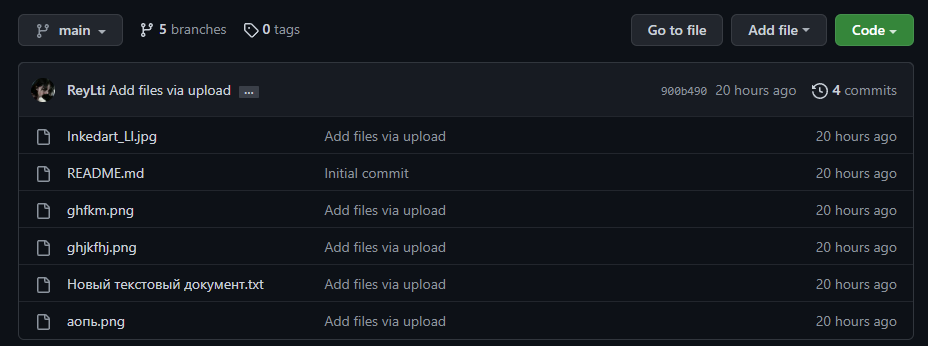 main 5 branches 0 tags Go to file Add file Code
ReyLti Add files via upload ... 900b490 20 hours ago 4 commits
Inkedart_LI.jpg Add files via upload 20 hours ago
README.md Initial commit 20 hours ago
ghfkm.png Add files via upload 20 hours ago
ghjkfhj.png Add files via upload 20 hours ago
Новый текстовый документ.txt Add files via upload 20 hours ago
аопь.png Add files via upload 20 hours ago